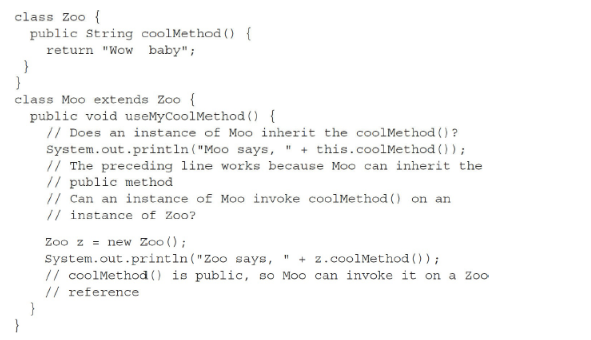 class Zoo {
  public String coolMethod() {
    return "Wow  baby";
 }
}
class Moo extends Zoo {
  public void useMyCoolMethod() {
    // Does an instance of Moo inherit the coolMethod()?
    System.out.println("Moo says, " + this.coolMethod());
    // The preceding line works because Moo can inherit the
    // public method
    // Can an instance of Moo invoke coolMethod() on an
    // instance of Zoo?
    Zoo z = new Zoo();
    System.out.println("Zoo says, " + z.coolMethod());
    // coolMethod() is public, so Moo can invoke it on a Zoo
    // reference
  }
}